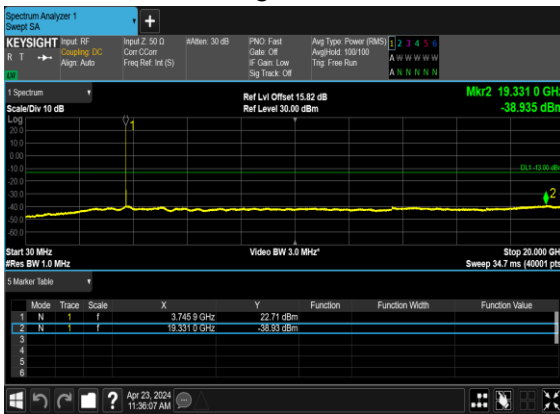 Spectrum Analyzer 1
Swept SA
+
KEYSIGHT Input: RF Input Z: 50 Ω #Atten: 30 dB PNO: Fast Avg Type: Power (RMS) 1 2 3 4 5 6
R T Coupling: DC Corr CCorr Gate: Off Avg|Hold: 100/100 A W W W W W
Align: Auto Freq Ref: Int (S) IF Gain: Low Trig: Free Run
Sig Track: Off A N N N N N
1 Spectrum Ref Lvl Offset 15.82 dB Mkr2 19.331 0 GHz
Scale/Div 10 dB Ref Level 30.00 dBm -38.935 dBm
Log
20.0
10.0
0.00
-10.0
-20.0
-30.0
-40.0
-50.0
-60.0
1
DL1 -13.00 dBm
2
Start 30 MHz Video BW 3.0 MHz* Stop 20.000 GHz
#Res BW 1.0 MHz Sweep 34.7 ms (40001 pts)
5 Marker Table
Mode Trace Scale X Y Function Function Width Function Value
1 N 1 f 3.745 9 GHz 22.71 dBm
2 N 1 f 19.331 0 GHz -38.93 dBm
3
4
5
6
? Apr 23, 2024
11:36:07 AM